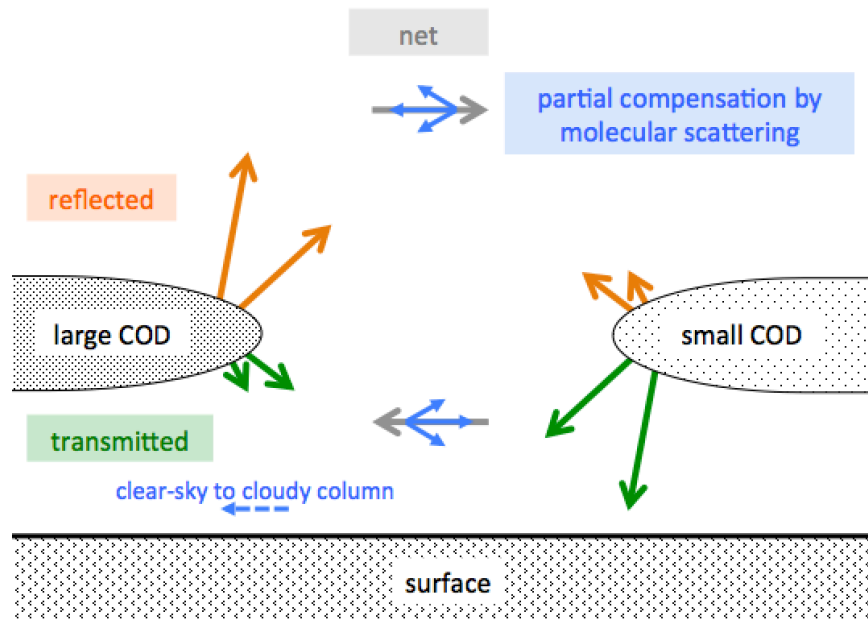 net
partial compensation by
molecular scattering
reflected
large COD
small COD
transmitted
clear-sky to cloudy column
surface